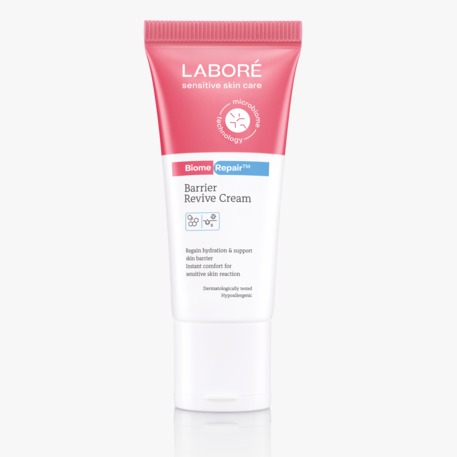 LABORÉ
sensitive skin care
microbiome
technology
Biome Repair™
Barrier
Revive Cream
Regain hydration & support
skin barrier
Instant comfort for
sensitive skin reaction
Dermatologically tested
Hypoallergenic